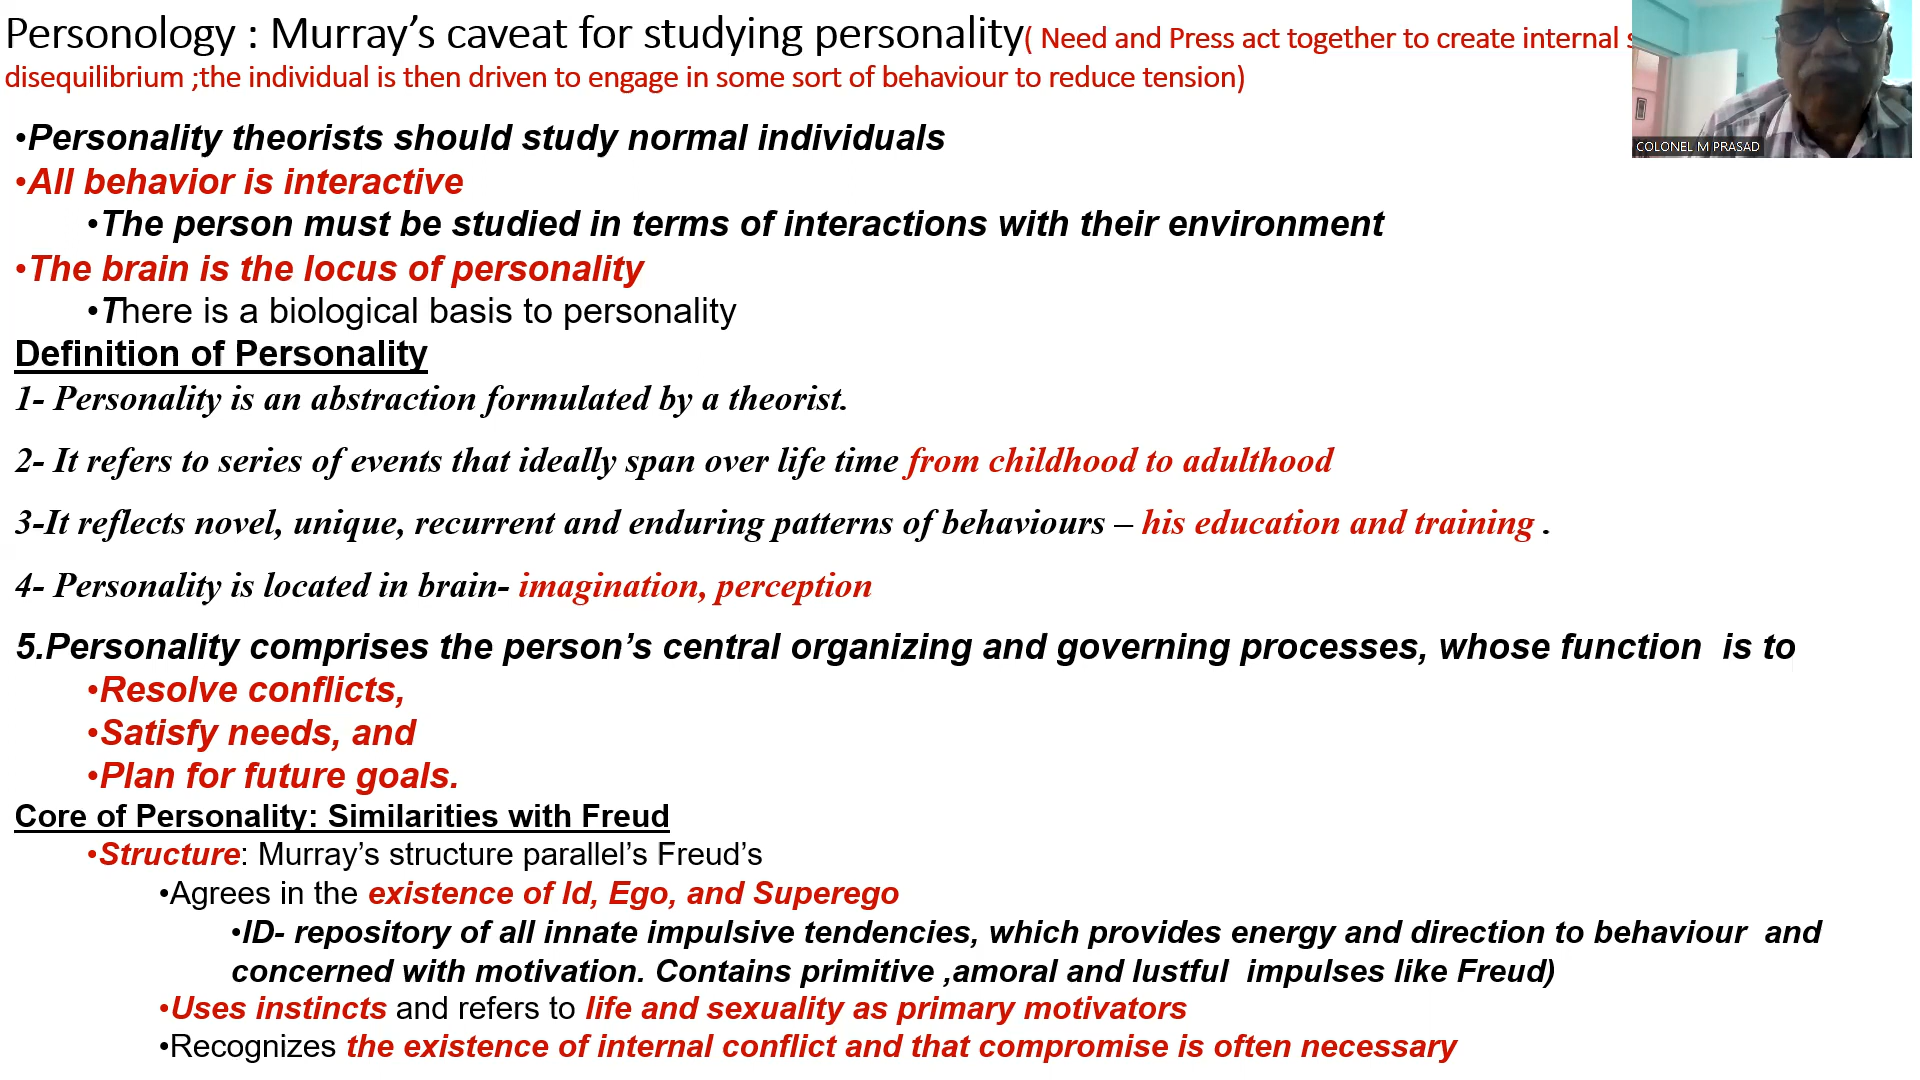 Personology : Murray’s caveat for studying personality( Need and Press act together to create internal
disequilibrium ;the individual is then driven to engage in some sort of behaviour to reduce tension)
COLONEL M PRASAD
•Personality theorists should study normal individuals
•All behavior is interactive
•The person must be studied in terms of interactions with their environment
•The brain is the locus of personality
•There is a biological basis to personality
Definition of Personality
1- Personality is an abstraction formulated by a theorist.
2- It refers to series of events that ideally span over life time from childhood to adulthood
3-It reflects novel, unique, recurrent and enduring patterns of behaviours – his education and training .
4- Personality is located in brain- imagination, perception
5.Personality comprises the person’s central organizing and governing processes, whose function is to
•Resolve conflicts,
•Satisfy needs, and
•Plan for future goals.
Core of Personality: Similarities with Freud
•Structure: Murray’s structure parallel’s Freud’s
•Agrees in the existence of Id, Ego, and Superego
•ID- repository of all innate impulsive tendencies, which provides energy and direction to behaviour and
concerned with motivation. Contains primitive ,amoral and lustful impulses like Freud)
•Uses instincts and refers to life and sexuality as primary motivators
•Recognizes the existence of internal conflict and that compromise is often necessary